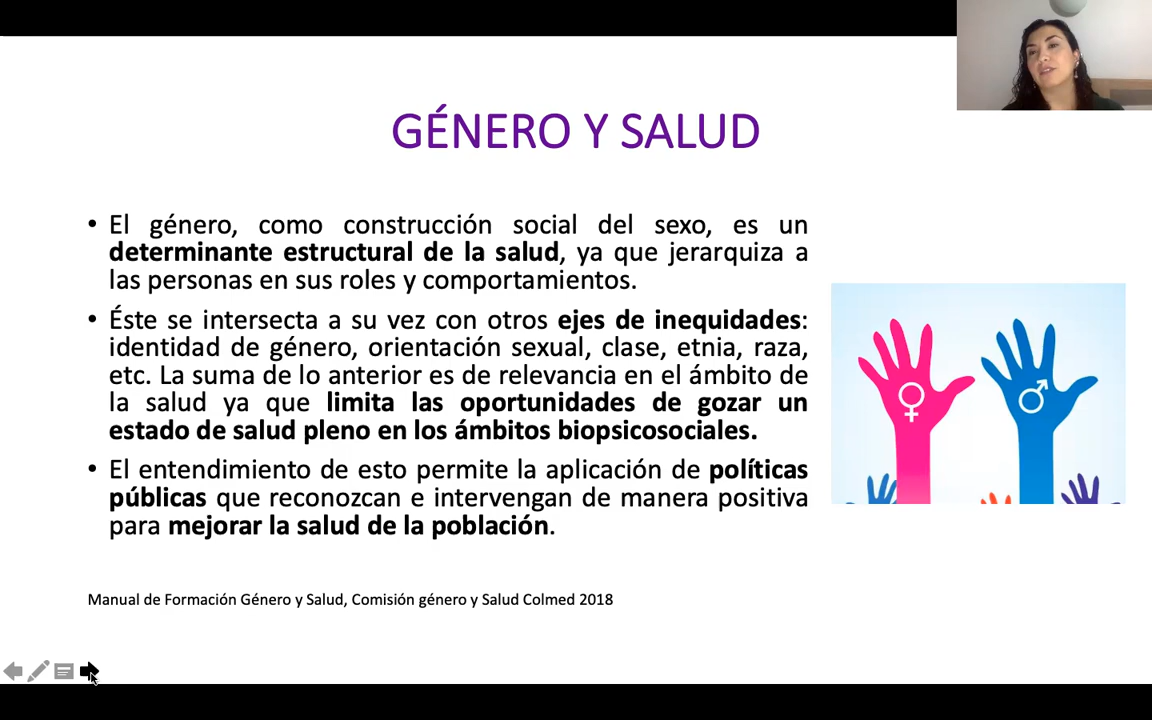 GÉNERO Y SALUD
• El género, como construcción social del sexo, es un
determinante estructural de la salud, ya que jerarquiza a
las personas en sus roles y comportamientos.
• Éste se intersecta a su vez con otros ejes de inequidades:
identidad de género, orientación sexual, clase, etnia, raza,
etc. La suma de lo anterior es de relevancia en el ámbito de
la salud ya que limita las oportunidades de gozar un
estado de salud pleno en los ámbitos biopsicosociales.
• El entendimiento de esto permite la aplicación de políticas
públicas que reconozcan e intervengan de manera positiva
para mejorar la salud de la población.
Manual de Formación Género y Salud, Comisión género y Salud Colmed 2018